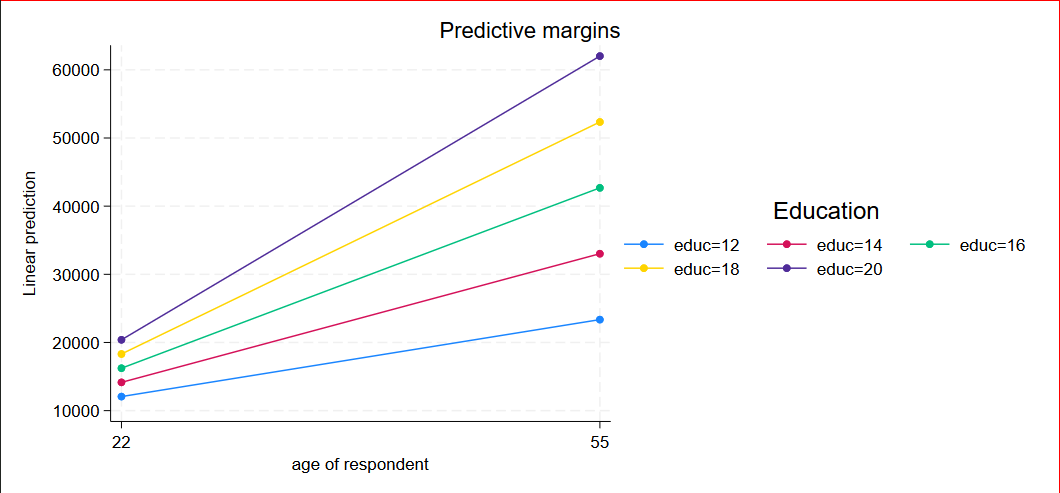 Predictive margins
60000
50000
40000
30000
20000
10000
Linear prediction
22 55
age of respondent
Education
educ=12 educ=14 educ=16
educ=18 educ=20